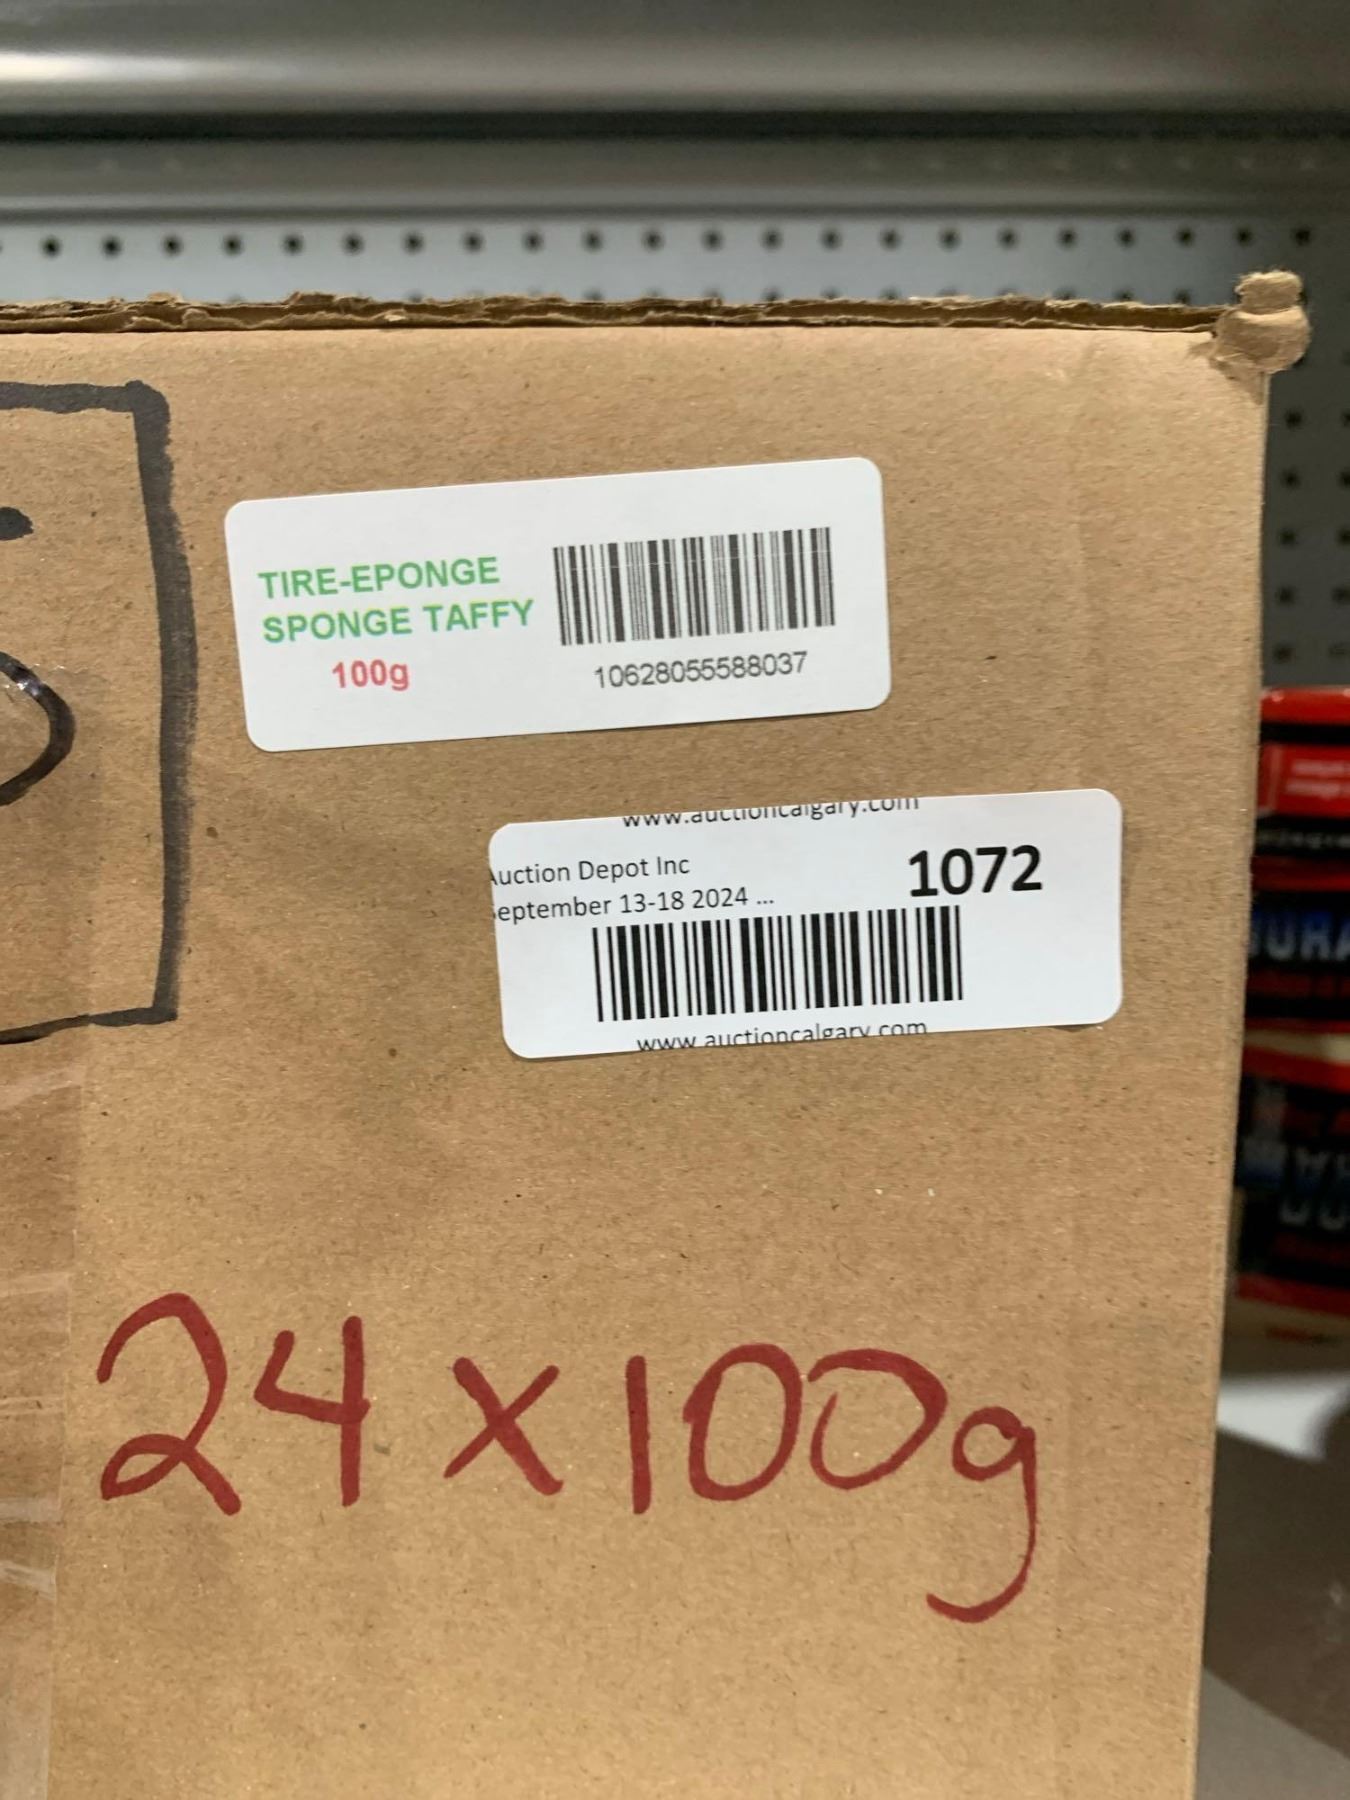 TIRE-EPONGE
SPONGE TAFFY
100g
10628055588037
www.auctioncalgary.com
Auction Depot Inc
September 13-18 2024 ...
1072
www.auctioncalgary.com
24 x 100g